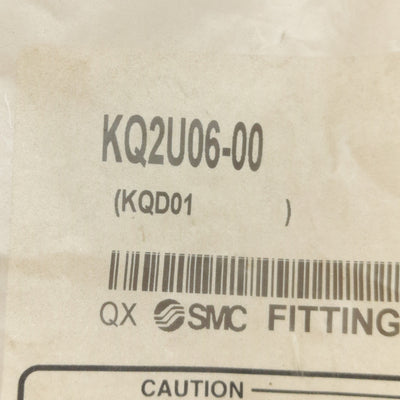 KQ2U06-00
(KQD01 )
QX SMC FITTING
CAUTION